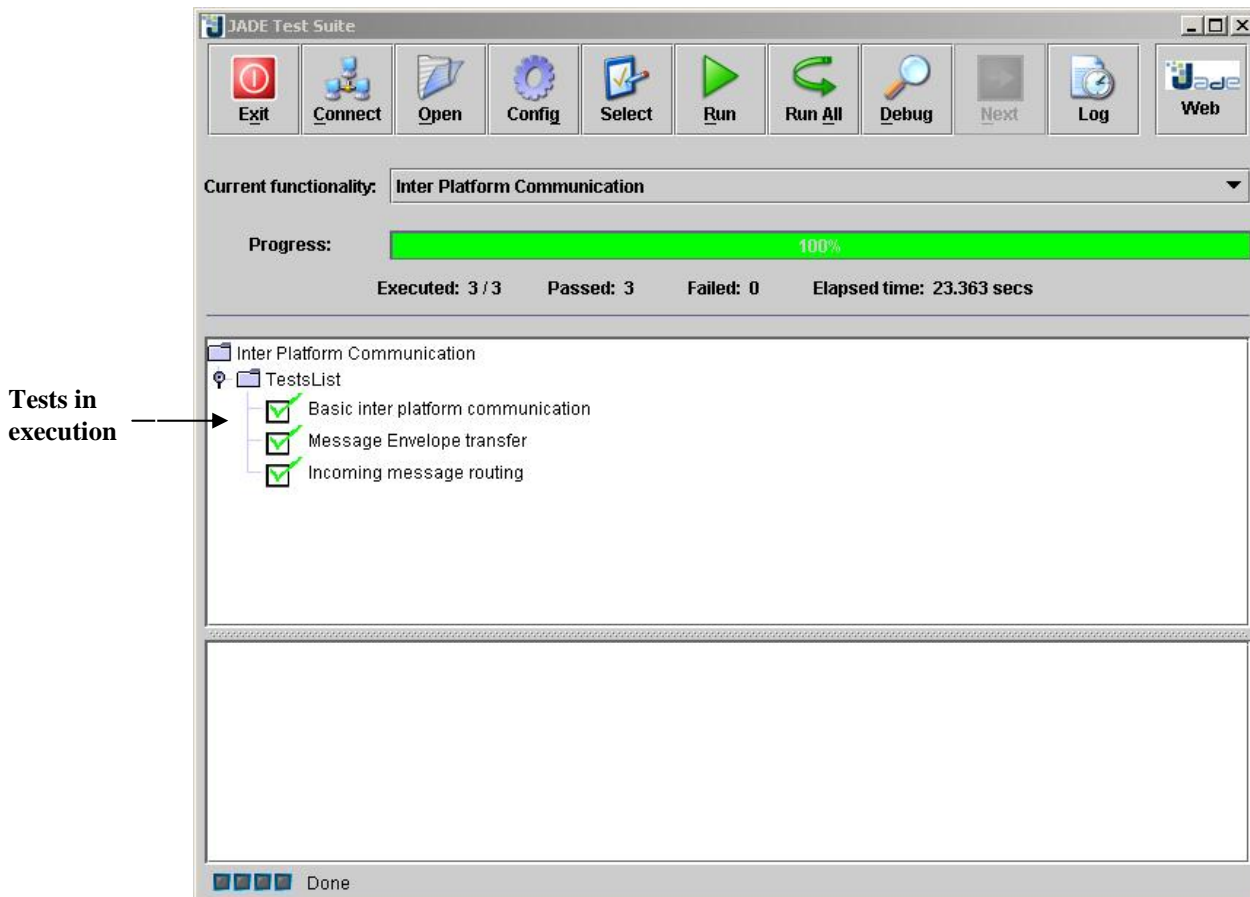 JADE Test Suite
Exit Connect Open Config Select Run Run All Debug Next Log Jade Web
Current functionality: Inter Platform Communication
Progress: 100%
Executed: 3 / 3 Passed: 3 Failed: 0 Elapsed time: 23.363 secs
Inter Platform Communication
TestsList
Tests in
execution
Basic inter platform communication
Message Envelope transfer
Incoming message routing
Done